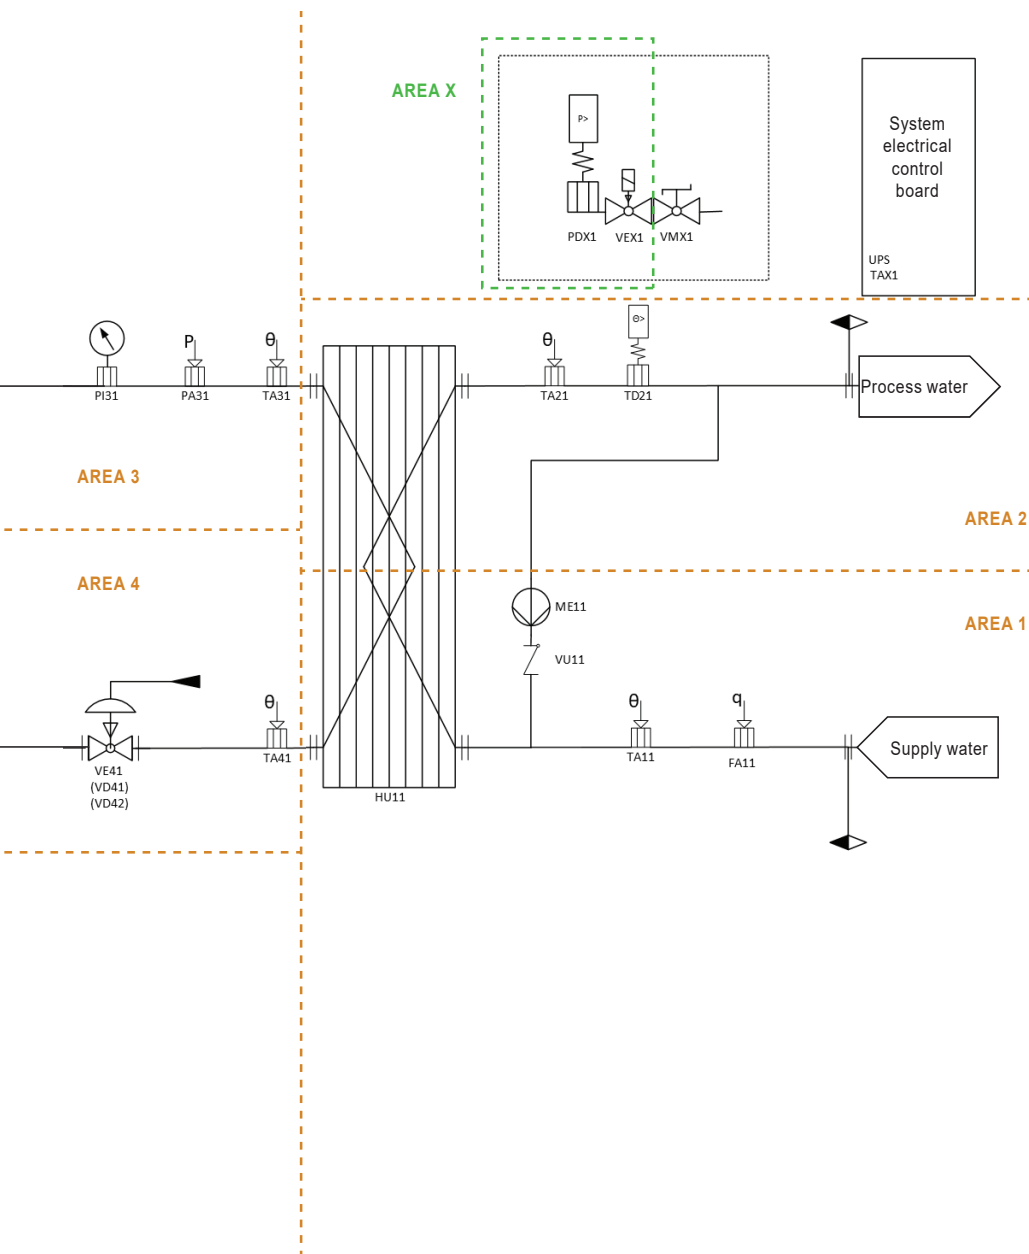 AREA X
P>
PDX1
VEX1
VMX1
System
electrical
control
board
UPS
TAX1
P
θ
PI31
PA31
TA31
θ
Θ>
TA21
TD21
Process water
AREA 3
AREA 2
AREA 4
AREA 1
ME11
VU11
θ
TA41
VE41
(VD41)
(VD42)
HU11
θ
q
TA11
FA11
Supply water